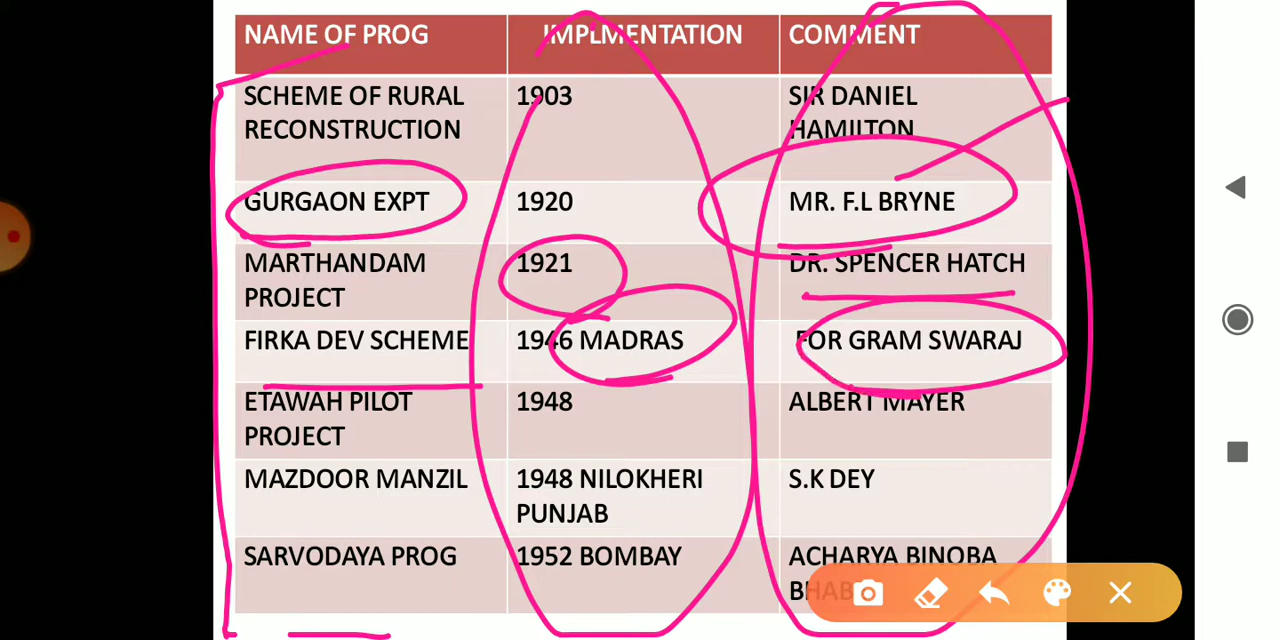 NAME OF PROG IMPLMENTATION COMMENT
SCHEME OF RURAL 1903 SIR DANIEL
RECONSTRUCTION HAMILTON
GURGAON EXPT 1920 MR. F.L BRYNE
MARTHANDAM 1921 DR. SPENCER HATCH
PROJECT
FIRKA DEV SCHEME 1946 MADRAS FOR GRAM SWARAJ
ETAWAH PILOT 1948 ALBERT MAYER
PROJECT
MAZDOOR MANZIL 1948 NILOKHERI S.K DEY
PUNJAB
SARVODAYA PROG 1952 BOMBAY ACHARYA BINOBA